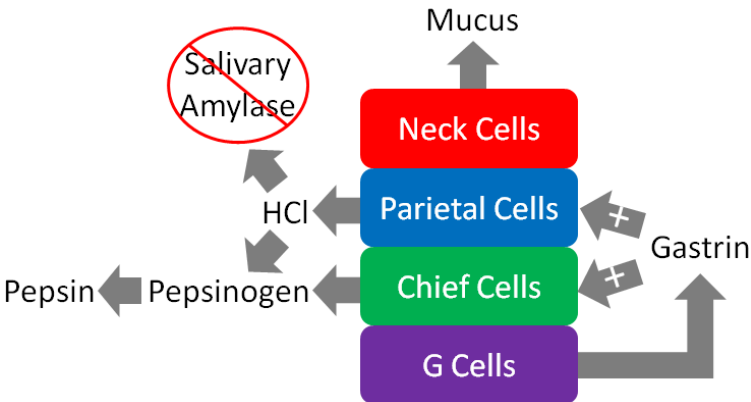 Mucus
Salivary
Amylase
Neck Cells
HCl
Parietal Cells
+
Gastrin
+
Pepsin
Pepsinogen
Chief Cells
G Cells